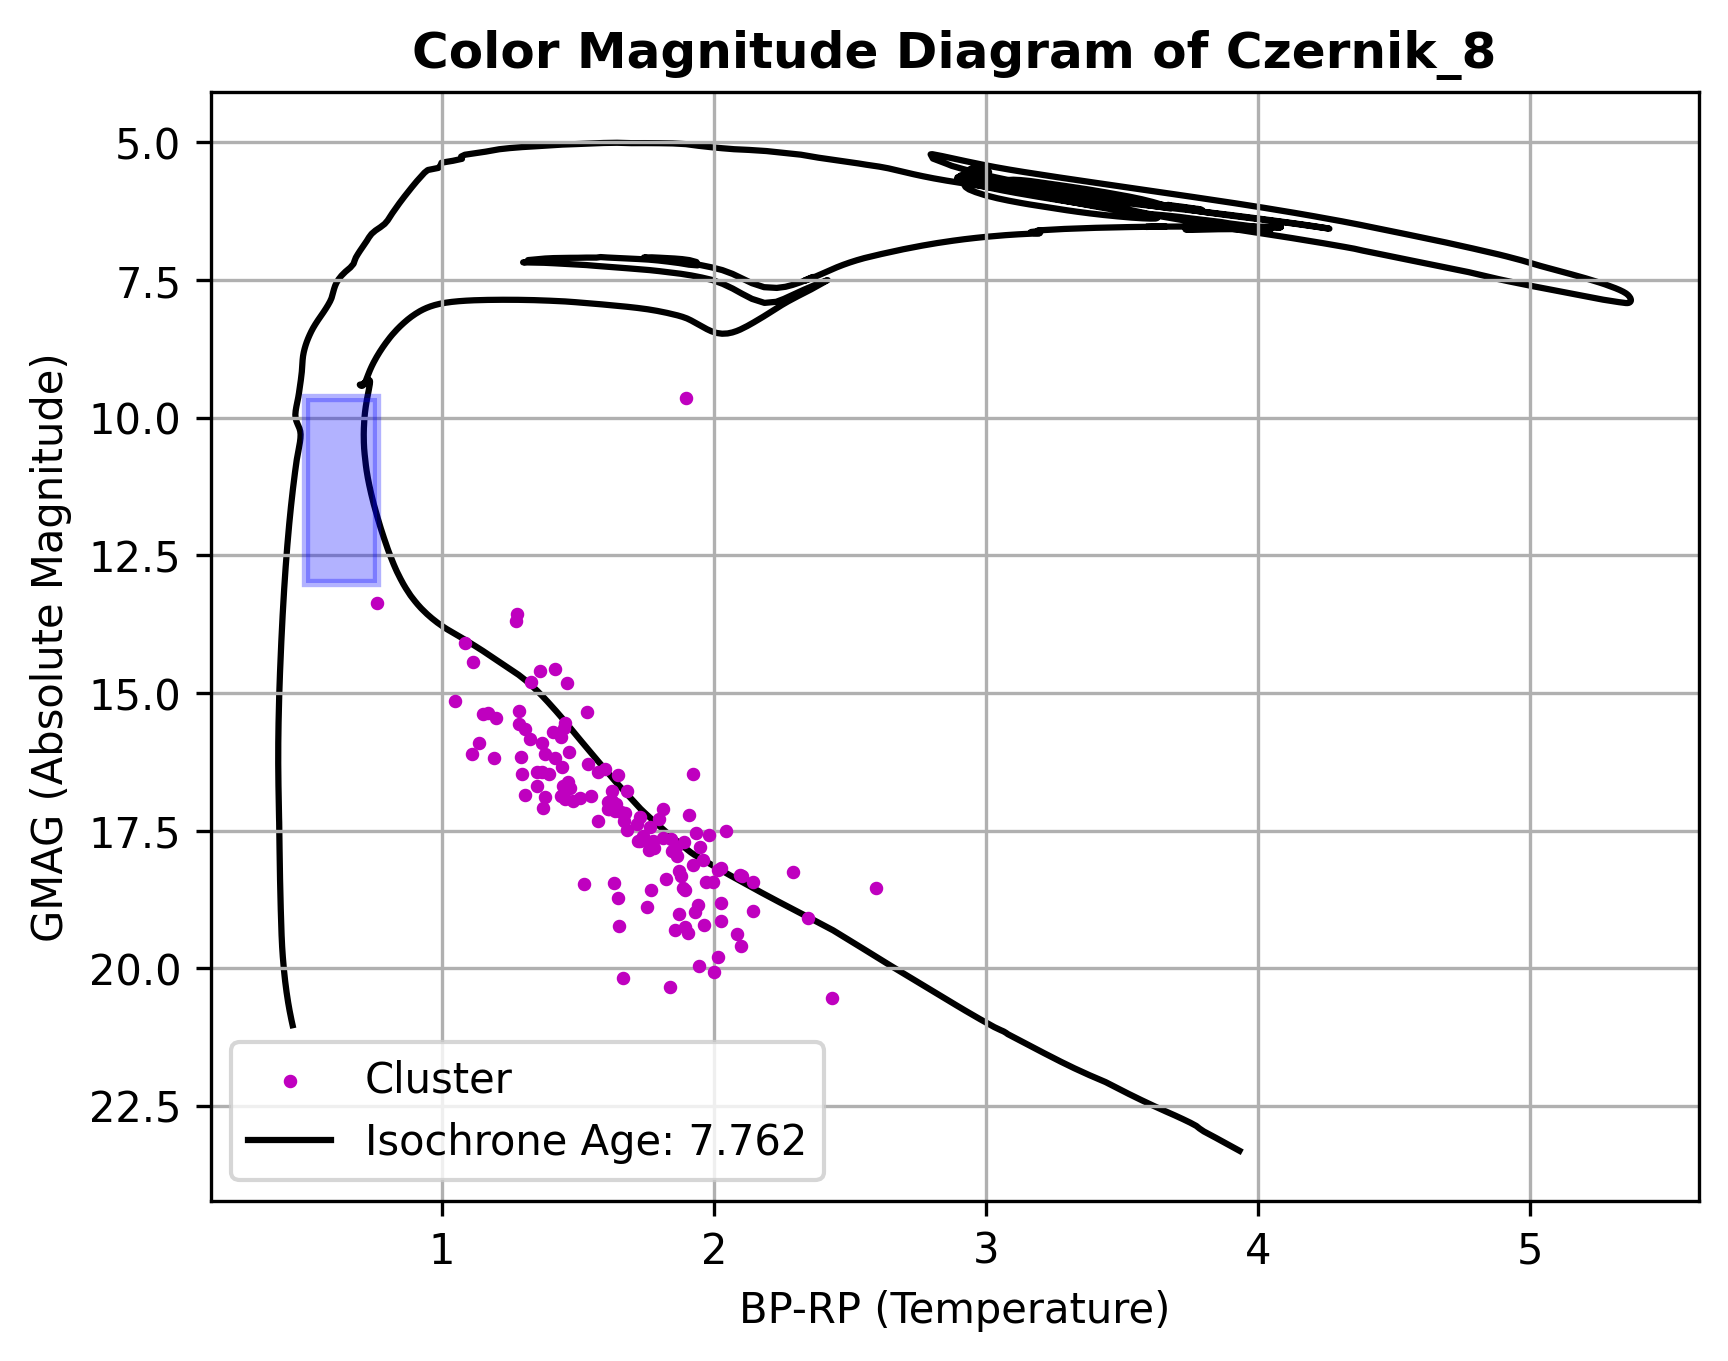 Color Magnitude Diagram of Czernik_8
GMAG (Absolute Magnitude)
5.0
7.5
10.0
12.5
15.0
17.5
20.0
22.5
Cluster
Isochrone Age: 7.762
1 2 3 4 5
BP-RP (Temperature)